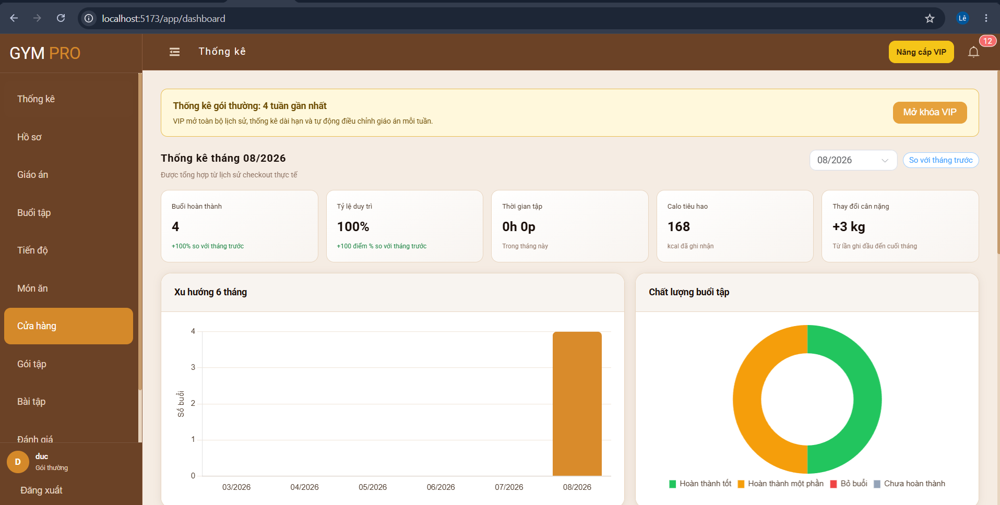 localhost:5173/app/dashboard
Lê
GYM PRO
Thống kê
Nâng cấp VIP
12
Thống kê
Hồ sơ
Giáo án
Buổi tập
Tiến độ
Món ăn
Cửa hàng
Gói tập
Bài tập
Đánh giá
D
duc
Gói thường
Đăng xuất
Thống kê gói thường: 4 tuần gần nhất
VIP mở toàn bộ lịch sử, thống kê dài hạn và tự động điều chỉnh giáo án mỗi tuần.
Mở khóa VIP
Thống kê tháng 08/2026
Được tổng hợp từ lịch sử checkout thực tế
08/2026
So với tháng trước
Buổi hoàn thành
4
+100% so với tháng trước
Tỷ lệ duy trì
100%
+100 điểm % so với tháng trước
Thời gian tập
0h 0p
Trong tháng này
Calo tiêu hao
168
kcal đã ghi nhận
Thay đổi cân nặng
+3 kg
Từ lần ghi đầu đến cuối tháng
Xu hướng 6 tháng
Số buổi
4
3
2
1
0
03/2026
04/2026
05/2026
06/2026
07/2026
08/2026
Chất lượng buổi tập
Hoàn thành tốt
Hoàn thành một phần
Bỏ buổi
Chưa hoàn thành